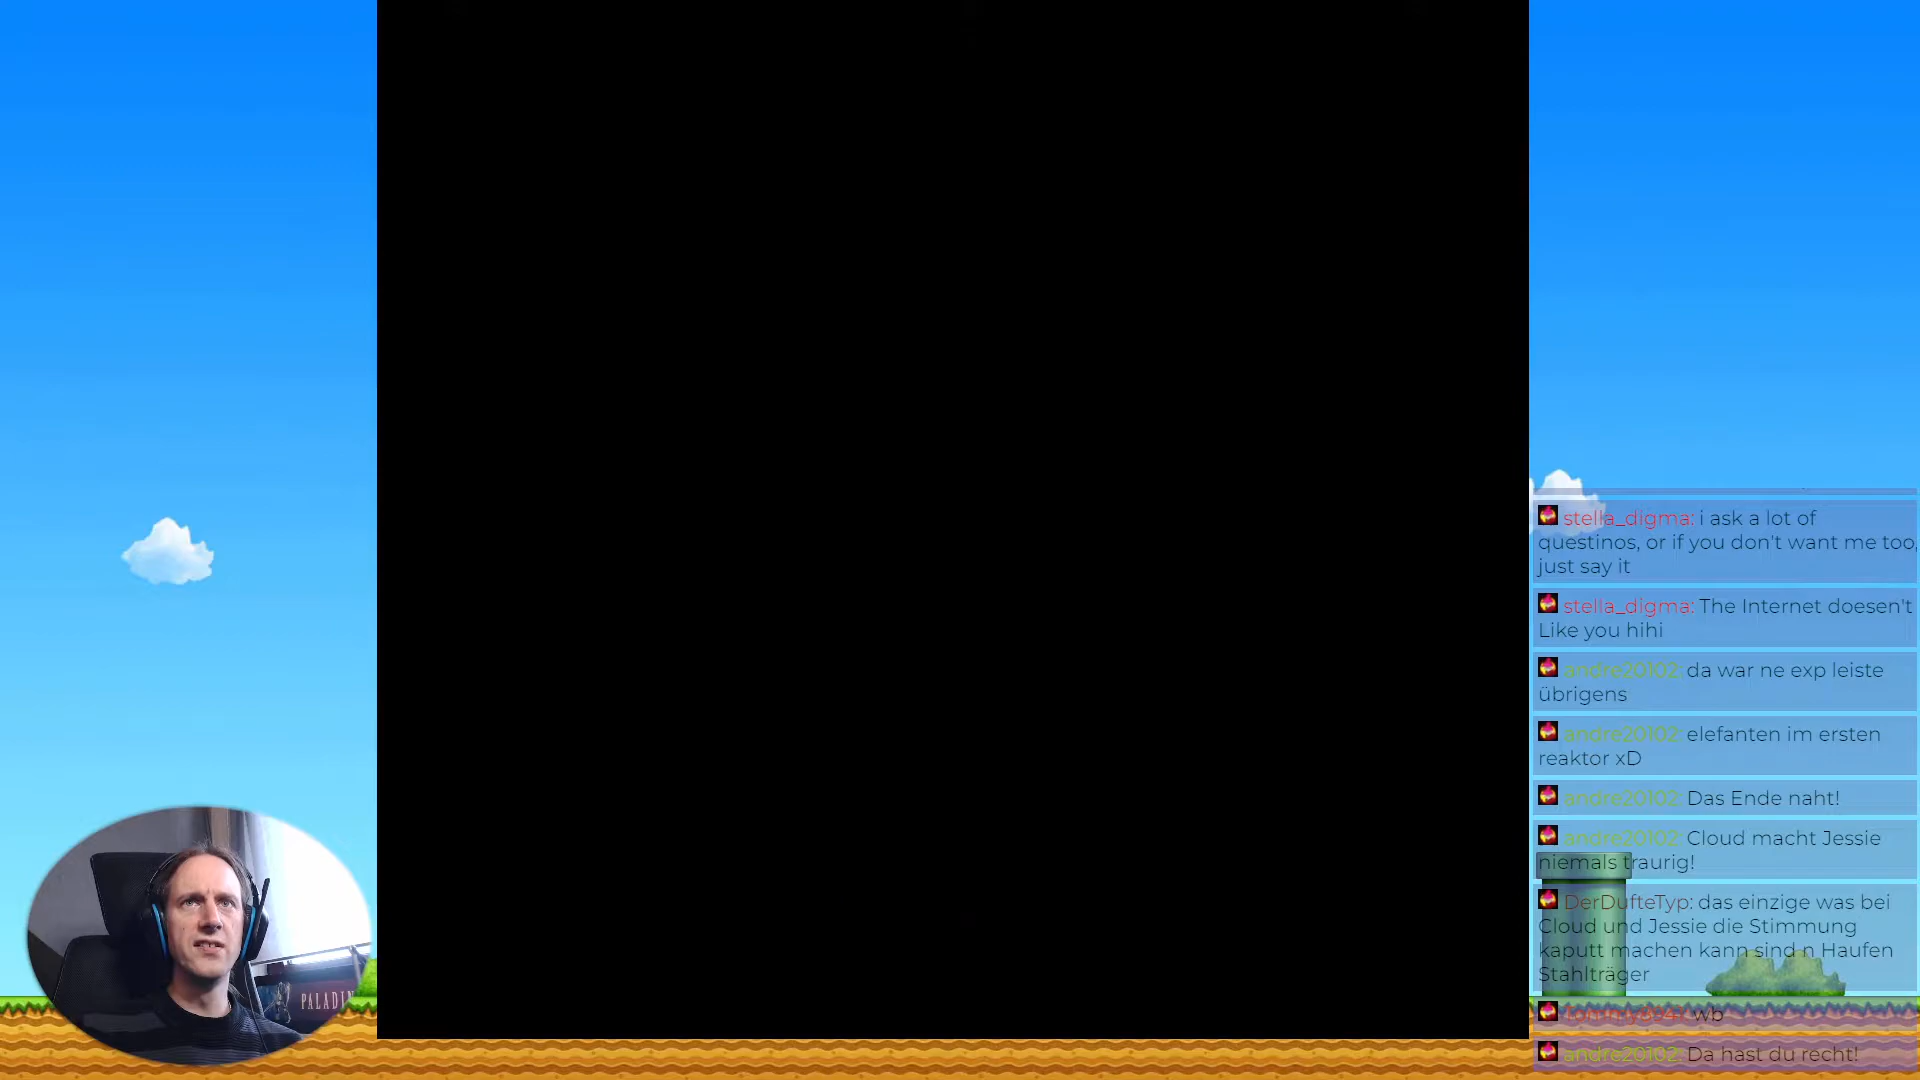 stella_digma: i ask a lot of
questinos, or if you don't want me too,
just say it
stella_digma: The Internet doesen't
Like you hihi
andre20102: da war ne exp leiste
übrigens
andre20102: elefanten im ersten
reaktor xD
andre20102: Das Ende naht!
andre20102: Cloud macht Jessie
niemals traurig!
DerDufteTyp: das einzige was bei
Cloud und Jessie die Stimmung
kaputt machen kann sind n Haufen
Stahlträger
wb
andre20102: Da hast du recht!
PALADIN